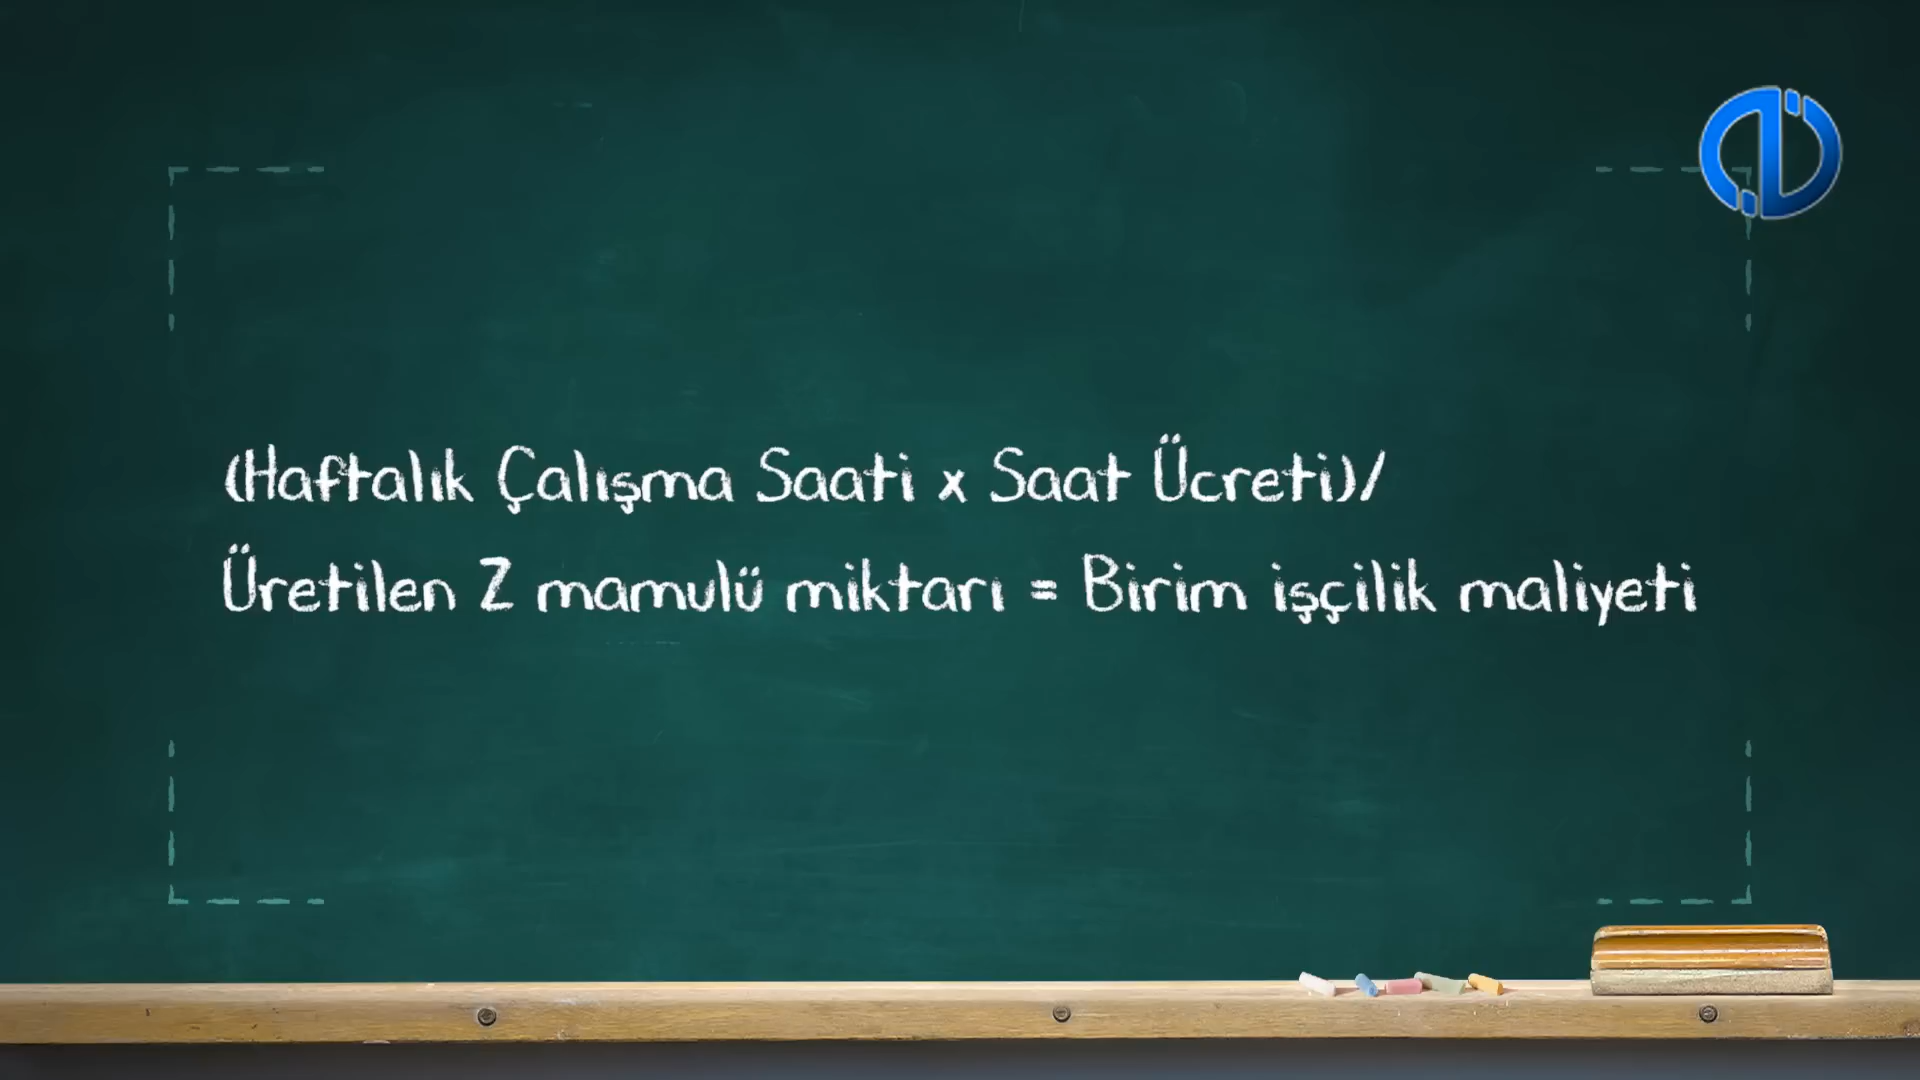 (Haftalık Çalışma Saati x Saat Ücreti)/
Üretilen Z mamulü miktarı = Birim işçilik maliyeti